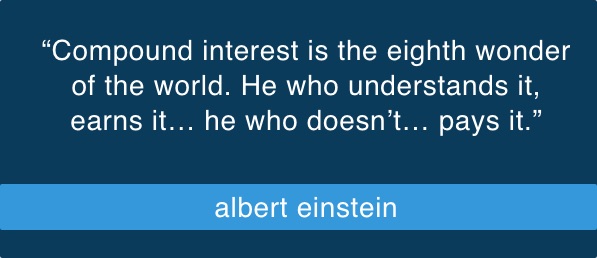 “Compound interest is the eighth wonder
of the world. He who understands it,
earns it… he who doesn’t… pays it.”
albert einstein